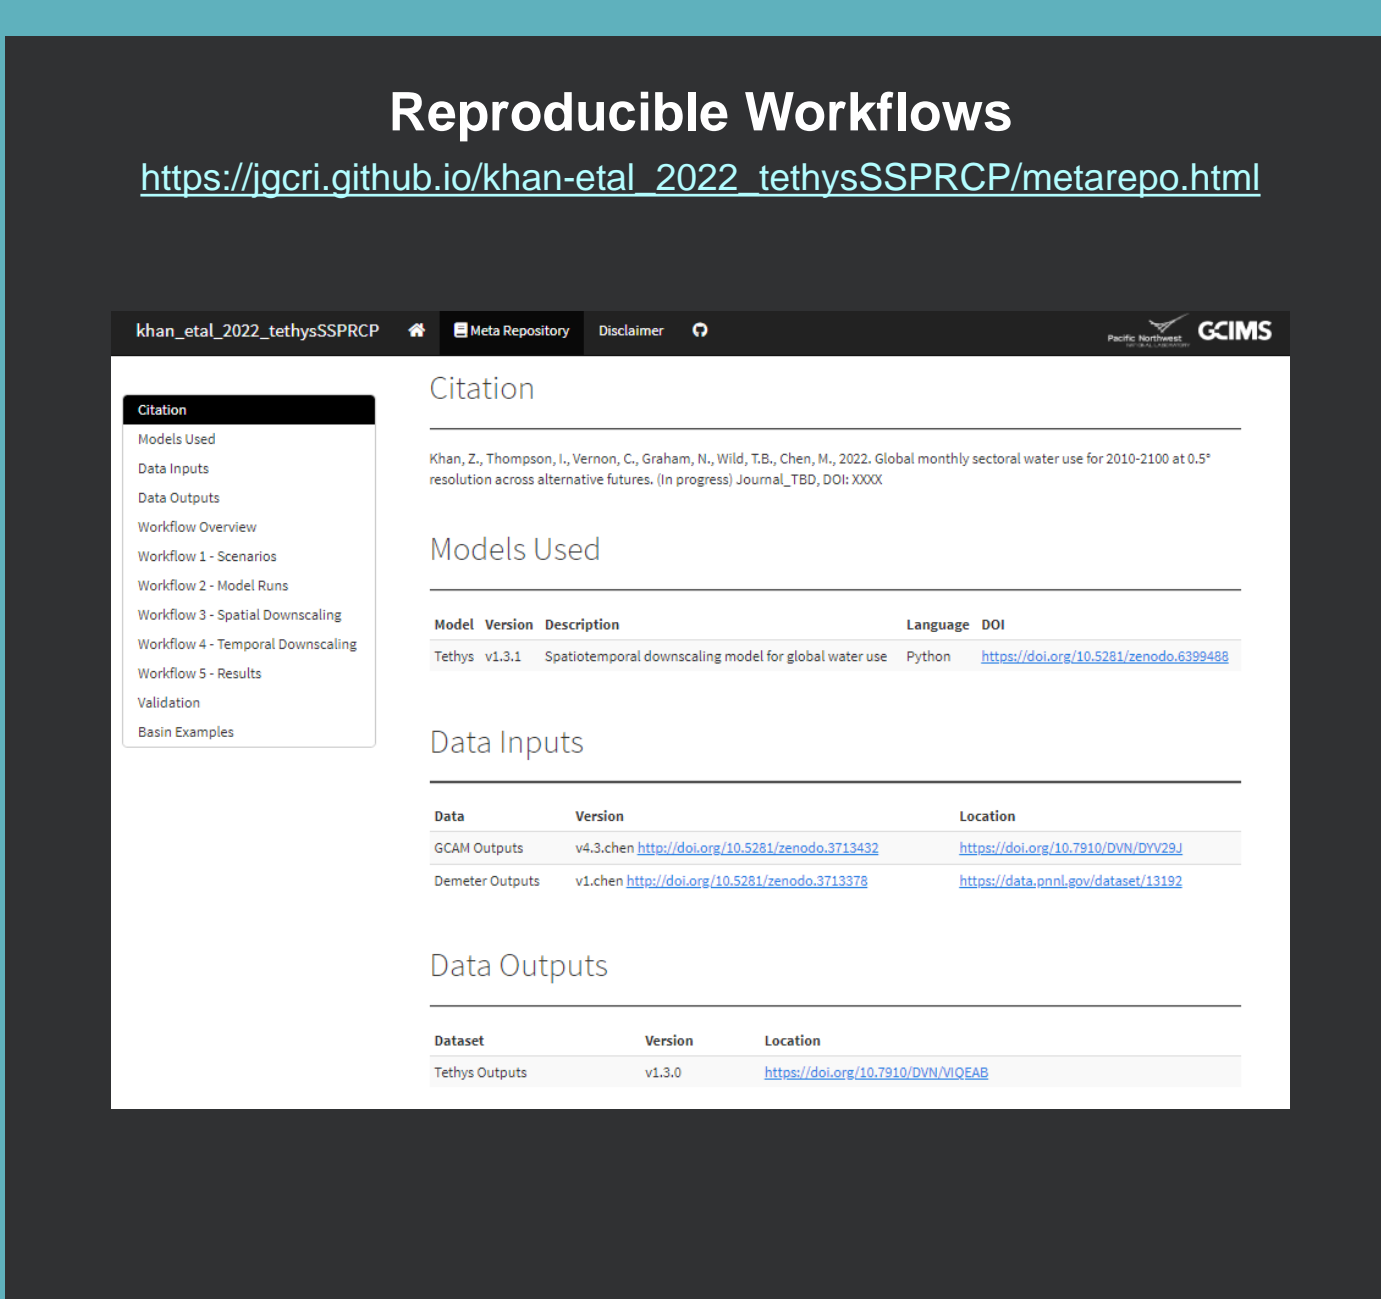 Reproducible Workflows
https://jgcri.github.io/khan-etal_2022_tethysSSPRCP/metarepo.html
khan_etal_2022_tethysSSPRCP Meta Repository Disclaimer Pacific Northwest NATIONAL LABORATORY GCIMS
Citation
Models Used
Data Inputs
Data Outputs
Workflow Overview
Workflow 1 - Scenarios
Workflow 2 - Model Runs
Workflow 3 - Spatial Downscaling
Workflow 4 - Temporal Downscaling
Workflow 5 - Results
Validation
Basin Examples
Citation
Khan, Z., Thompson, I., Vernon, C., Graham, N., Wild, T.B., Chen, M., 2022. Global monthly sectoral water use for 2010-2100 at 0.5°
resolution across alternative futures. (In progress) Journal_TBD, DOI: XXXX
Models Used
Model Version Description Language DOI
Tethys v1.3.1 Spatiotemporal downscaling model for global water use Python https://doi.org/10.5281/zenodo.6399488
Data Inputs
Data Version Location
GCAM Outputs v4.3.chen http://doi.org/10.5281/zenodo.3713432 https://doi.org/10.7910/DVN/DYV29J
Demeter Outputs v1.chen http://doi.org/10.5281/zenodo.3713378 https://data.pnnl.gov/dataset/13192
Data Outputs
Dataset Version Location
Tethys Outputs v1.3.0 https://doi.org/10.7910/DVN/VIQEAB